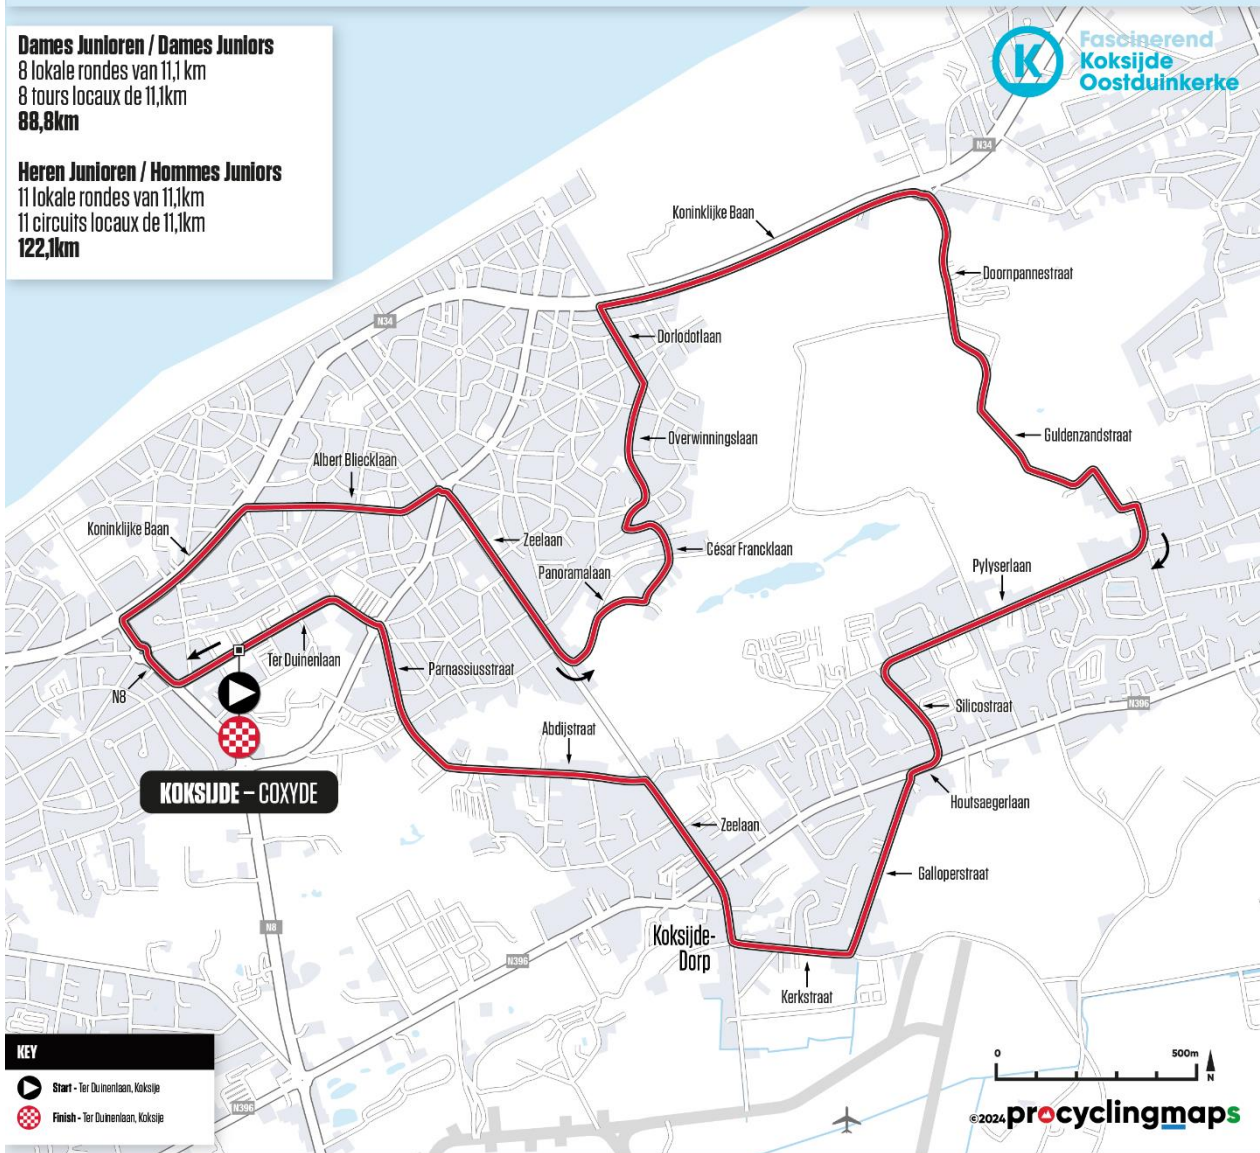 Dames Junioren / Dames Juniors
8 lokale rondes van 11,1 km
8 tours locaux de 11,1km
88,8km
Heren Junioren / Hommes Juniors
11 lokale rondes van 11,1km
11 circuits locaux de 11,1km
122,1km
K
Fascinerend
Koksijde
Oostduinkerke
N34
Koninklijke Baan
Doornpannestraat
N34
Dorlodotlaan
Overwinningslaan
Guldenzandstraat
Albert Bliecklaan
Koninklijke Baan
Zeelaan
César Francklaan
Panoramalaan
Pylyserlaan
Ter Duinenlaan
Parnassiusstraat
N8
Silicostraat
N396
Abdijstraat
KOKSIJDE – COXYDE
Houtsaegerlaan
Zeelaan
Galloperstraat
N8
Koksijde-
Dorp
N396
Kerkstraat
KEY
Start - Ter Duinenlaan, Koksije
Finish - Ter Duinenlaan, Koksije
N396
0 500m
N
©2024 procyclingmaps